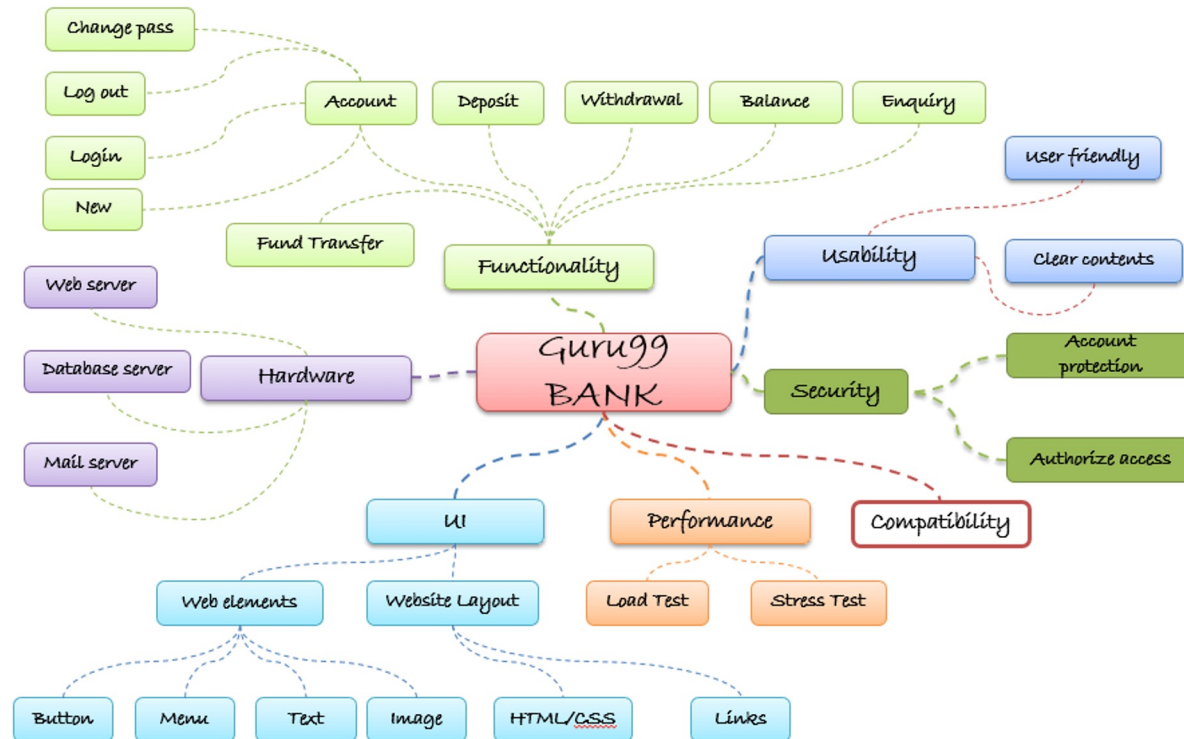 Change pass
Log out
Account
Deposit
Withdrawal
Balance
Enquiry
Login
User friendly
New
Fund Transfer
Functionality
Usability
Clear contents
Web server
Guru99
BANK
Account
protection
Database server
Hardware
Security
Mail server
Authorize access
UI
Performance
Compatibility
Web elements
Website Layout
Load Test
Stress Test
Button
Menu
Text
Image
HTML/CSS
Links